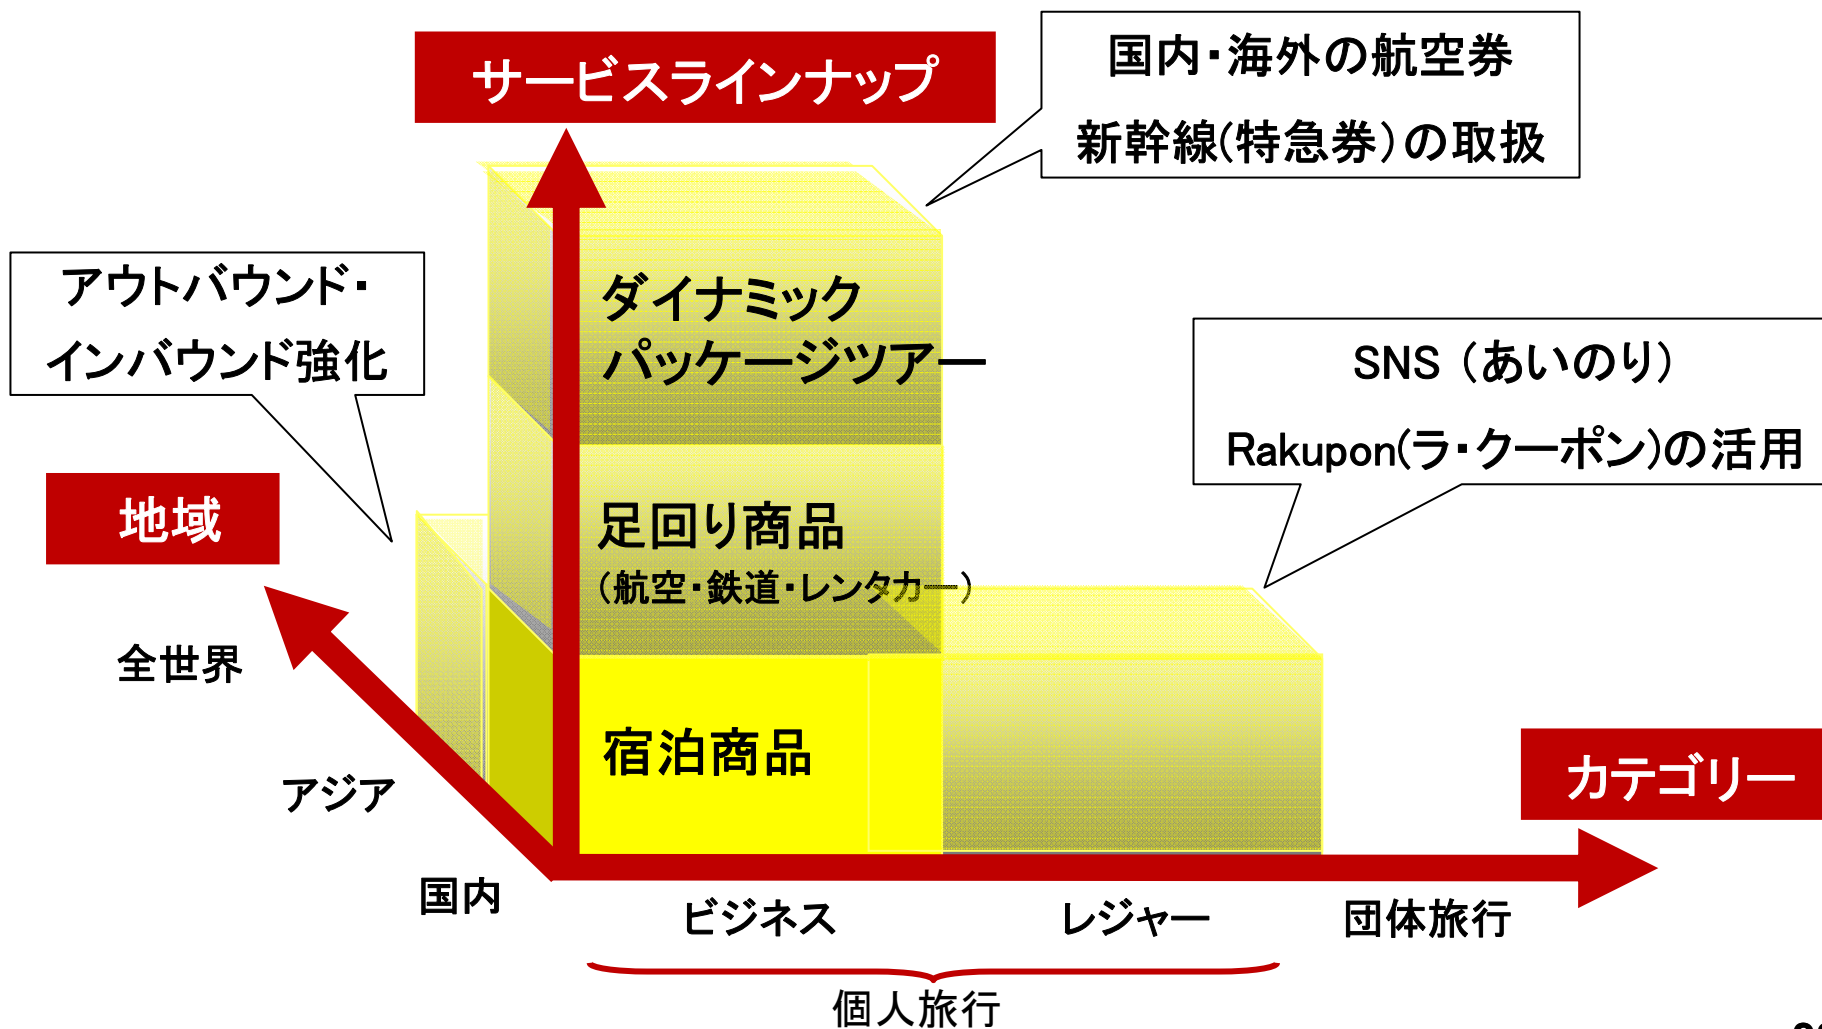 サービスラインナップ
国内・海外の航空券
新幹線(特急券)の取扱
アウトバウンド・
インバウンド強化
ダイナミック
パッケージツアー
SNS (あいのり)
Rakupon(ラ・クーポン)の活用
地域
足回り商品
(航空・鉄道・レンタカー)
全世界
宿泊商品
カテゴリー
アジア
国内
ビジネス
レジャー
団体旅行
個人旅行